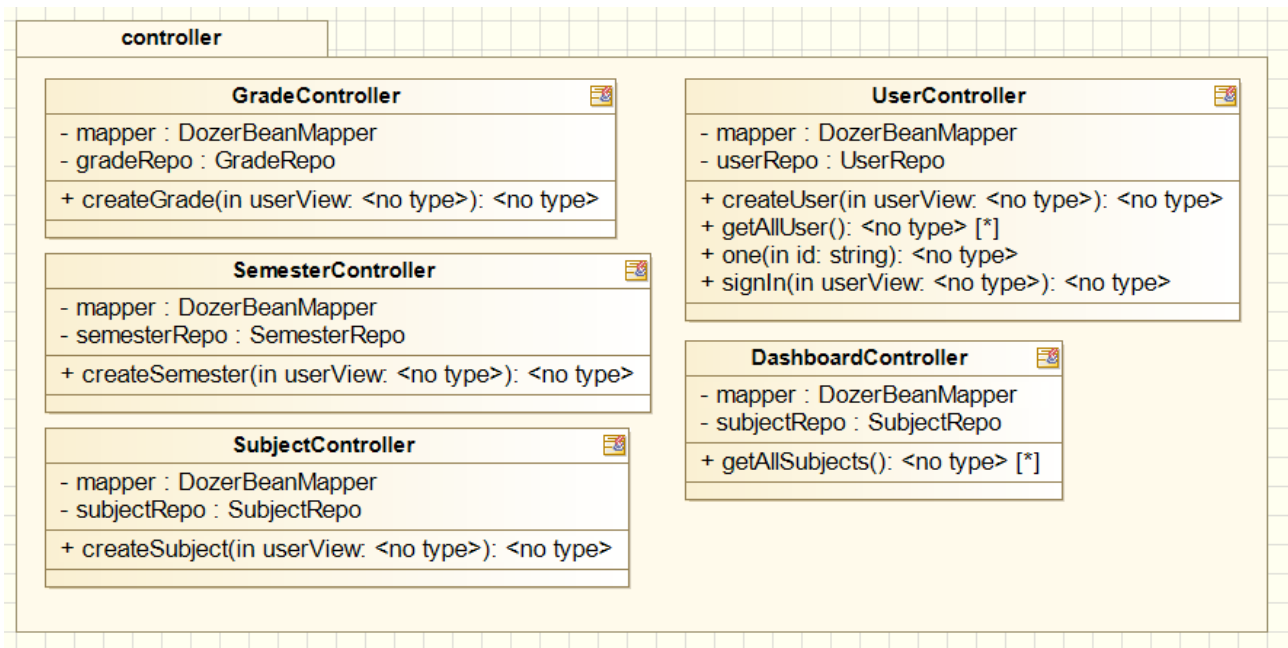 controller
GradeController
- mapper : DozerBeanMapper
- gradeRepo : GradeRepo
+ createGrade(in userView: <no type>): <no type>
SemesterController
- mapper : DozerBeanMapper
- semesterRepo : SemesterRepo
+ createSemester(in userView: <no type>): <no type>
SubjectController
- mapper : DozerBeanMapper
- subjectRepo : SubjectRepo
+ createSubject(in userView: <no type>): <no type>
UserController
- mapper : DozerBeanMapper
- userRepo : UserRepo
+ createUser(in userView: <no type>): <no type>
+ getAllUser(): <no type> [*]
+ one(in id: string): <no type>
+ signIn(in userView: <no type>): <no type>
DashboardController
- mapper : DozerBeanMapper
- subjectRepo : SubjectRepo
+ getAllSubjects(): <no type> [*]